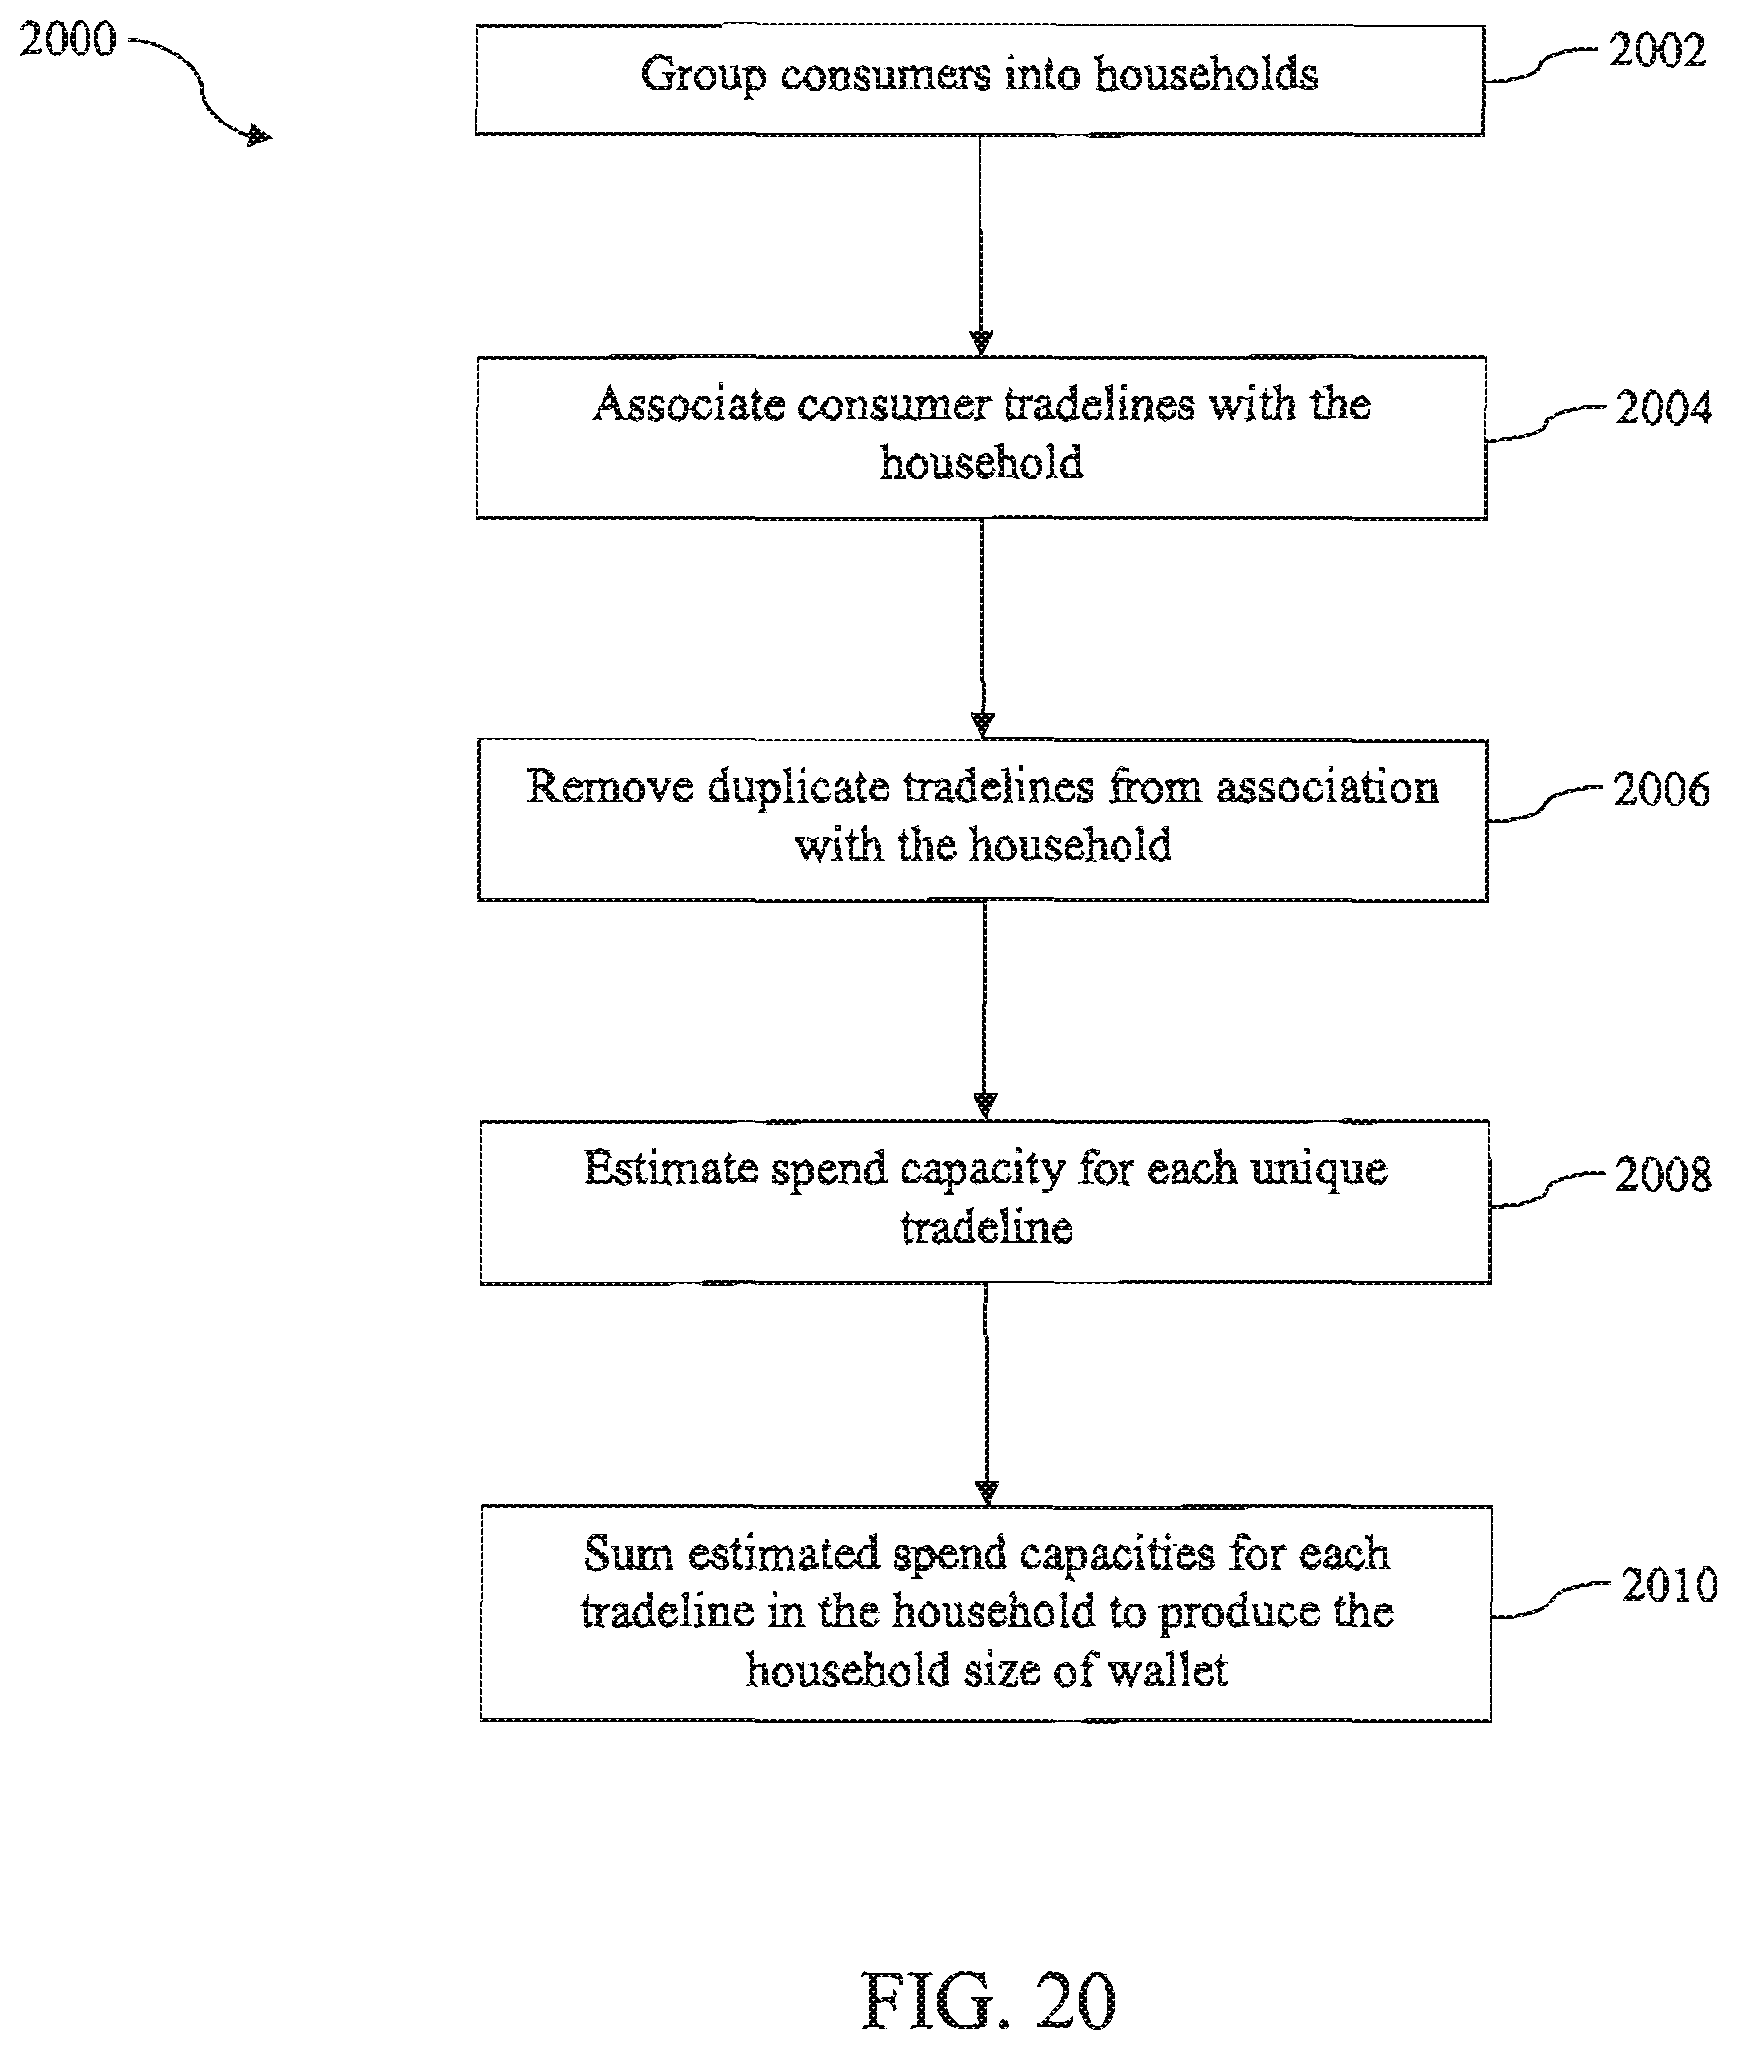 2000
Group consumers into households
2002
Associate consumer tradelines with the
household
2004
Remove duplicate tradelines from association
with the household
2006
Estimate spend capacity for each unique
tradeline
2008
Sum estimated spend capacities for each
tradeline in the household to produce the
household size of wallet
2010
FIG. 20